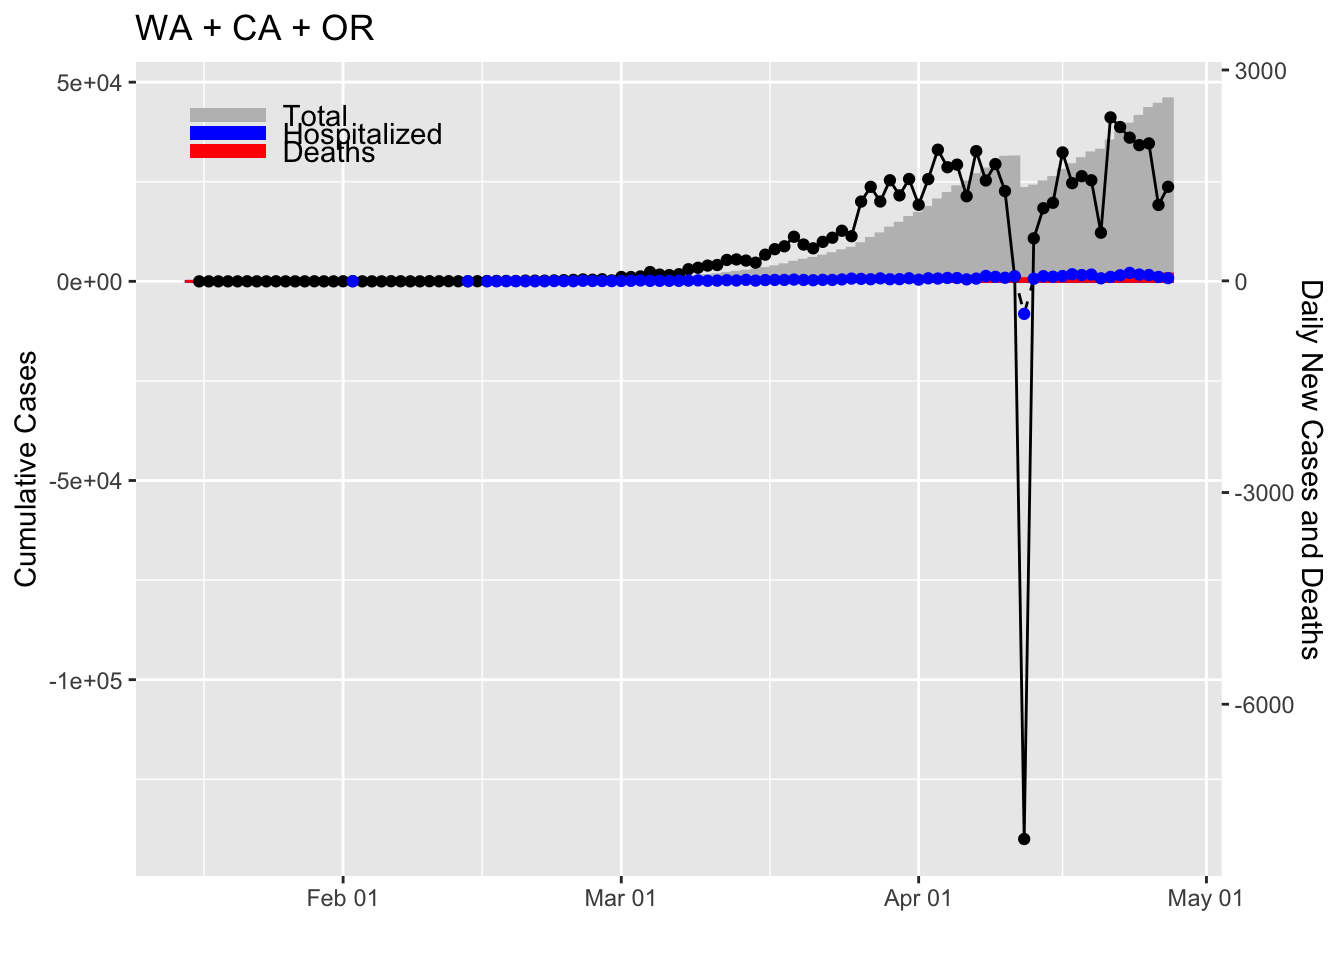 WA + CA + OR
5e+04
0e+00
-5e+04
-1e+05
Cumulative Cases
Total
Hospitalized
Deaths
3000
0
-3000
-6000
Daily New Cases and Deaths
Feb 01
Mar 01
Apr 01
May 01